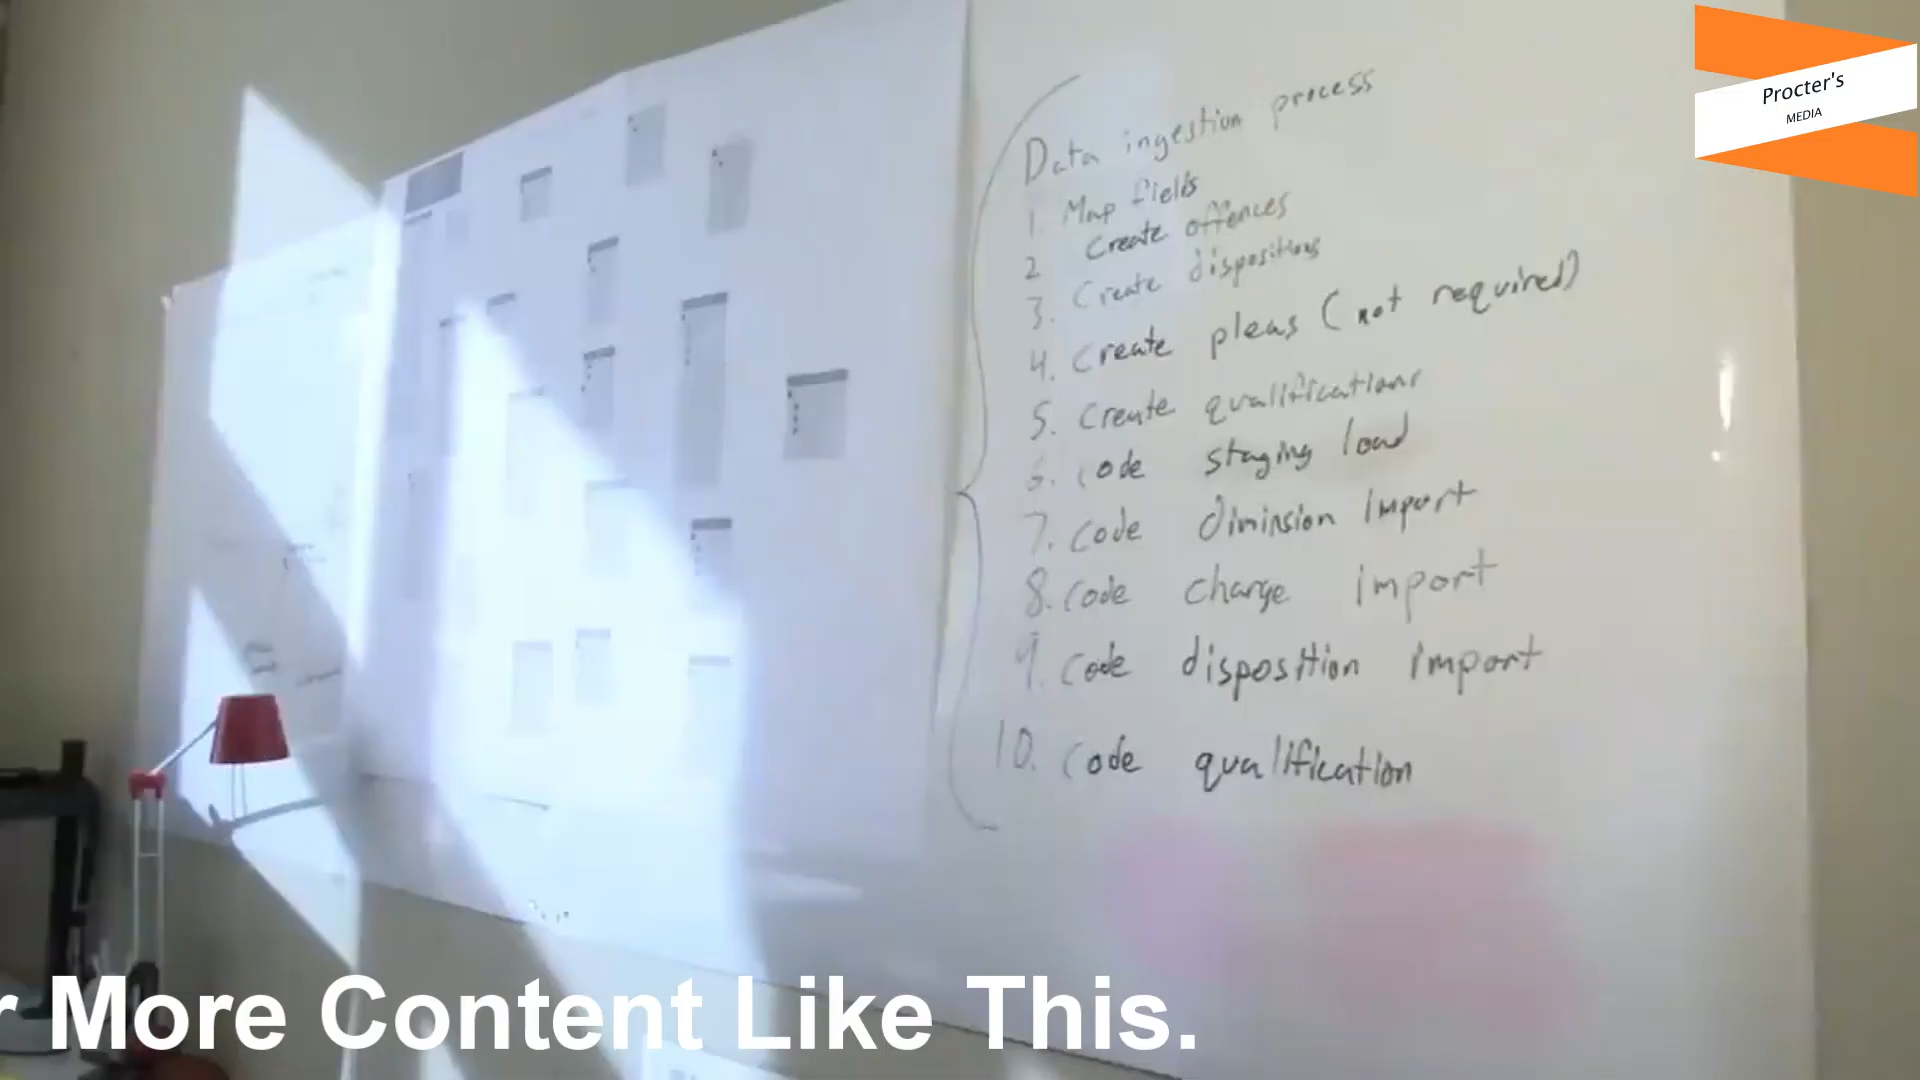 Procter's
MEDIA
Data ingestion process
1. Map fields
2 Create offences
3. Create dispositions
4. Create pleas (not required)
5. Create qualifications
6. Code staging load
7. Code diminsion import
8. Code charge import
9. Code disposition import
10. Code qualification
r More Content Like This.